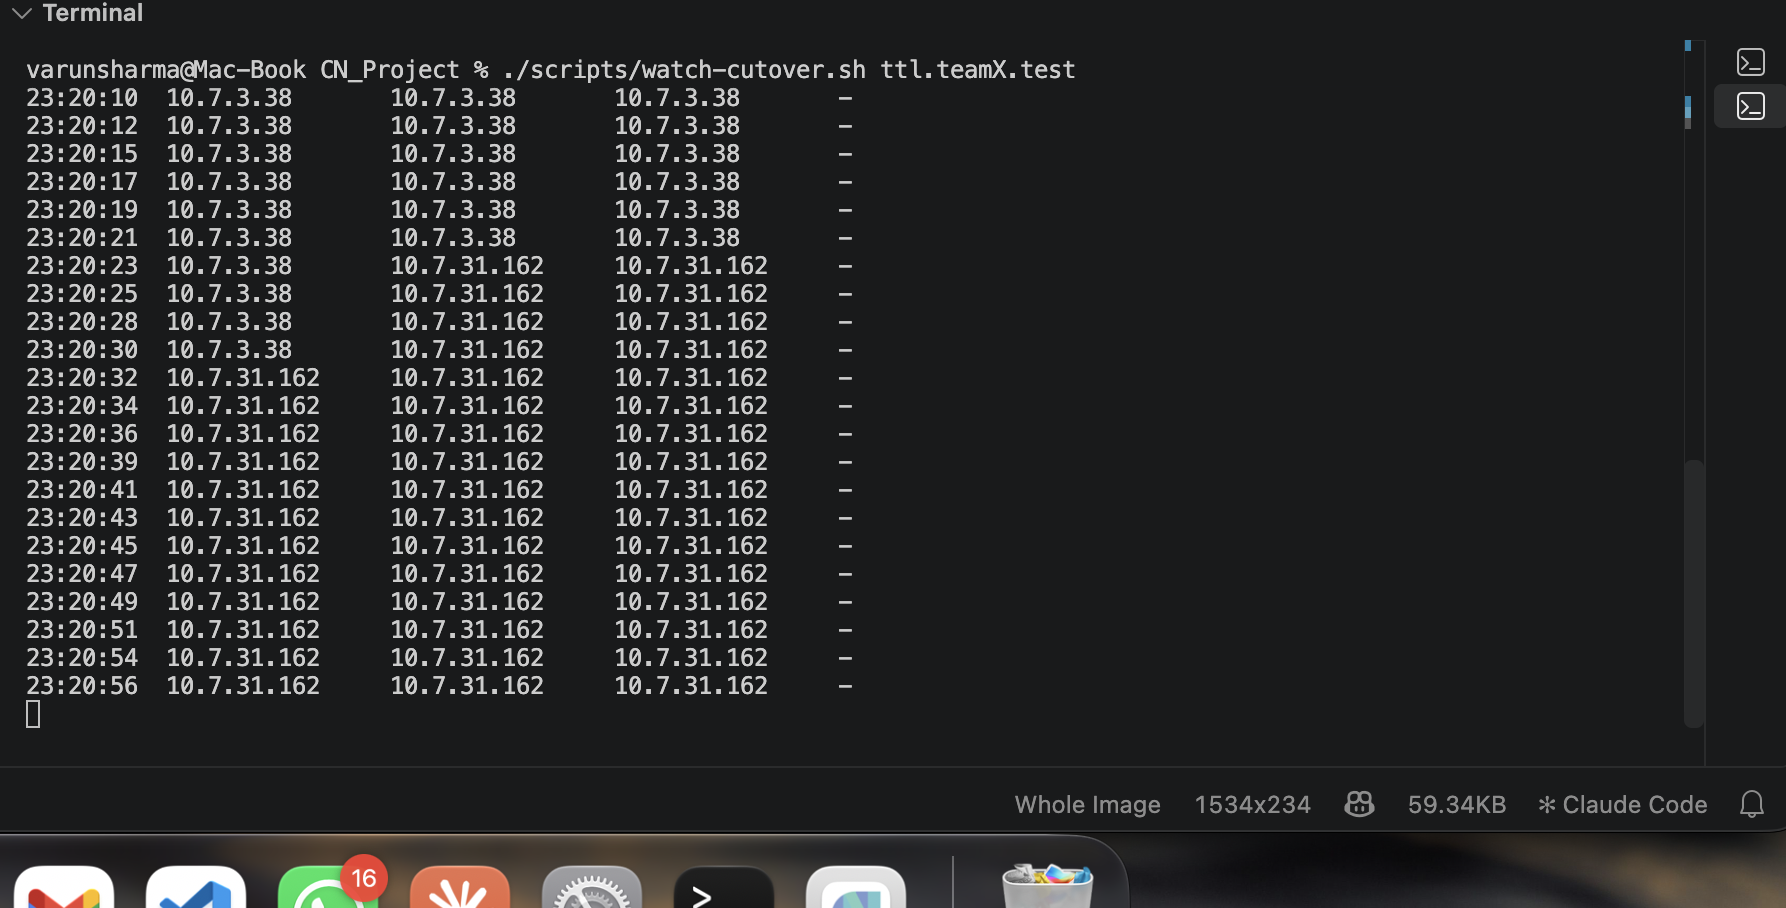 Terminal
varunsharma@Mac-Book CN_Project % ./scripts/watch-cutover.sh ttl.teamX.test
23:20:10 10.7.3.38 10.7.3.38 10.7.3.38 –
23:20:12 10.7.3.38 10.7.3.38 10.7.3.38 –
23:20:15 10.7.3.38 10.7.3.38 10.7.3.38 –
23:20:17 10.7.3.38 10.7.3.38 10.7.3.38 –
23:20:19 10.7.3.38 10.7.3.38 10.7.3.38 –
23:20:21 10.7.3.38 10.7.3.38 10.7.3.38 –
23:20:23 10.7.3.38 10.7.31.162 10.7.31.162 –
23:20:25 10.7.3.38 10.7.31.162 10.7.31.162 –
23:20:28 10.7.3.38 10.7.31.162 10.7.31.162 –
23:20:30 10.7.3.38 10.7.31.162 10.7.31.162 –
23:20:32 10.7.31.162 10.7.31.162 10.7.31.162 –
23:20:34 10.7.31.162 10.7.31.162 10.7.31.162 –
23:20:36 10.7.31.162 10.7.31.162 10.7.31.162 –
23:20:39 10.7.31.162 10.7.31.162 10.7.31.162 –
23:20:41 10.7.31.162 10.7.31.162 10.7.31.162 –
23:20:43 10.7.31.162 10.7.31.162 10.7.31.162 –
23:20:45 10.7.31.162 10.7.31.162 10.7.31.162 –
23:20:47 10.7.31.162 10.7.31.162 10.7.31.162 –
23:20:49 10.7.31.162 10.7.31.162 10.7.31.162 –
23:20:51 10.7.31.162 10.7.31.162 10.7.31.162 –
23:20:54 10.7.31.162 10.7.31.162 10.7.31.162 –
23:20:56 10.7.31.162 10.7.31.162 10.7.31.162 –
Whole Image 1534x234 59.34KB ✻ Claude Code
16